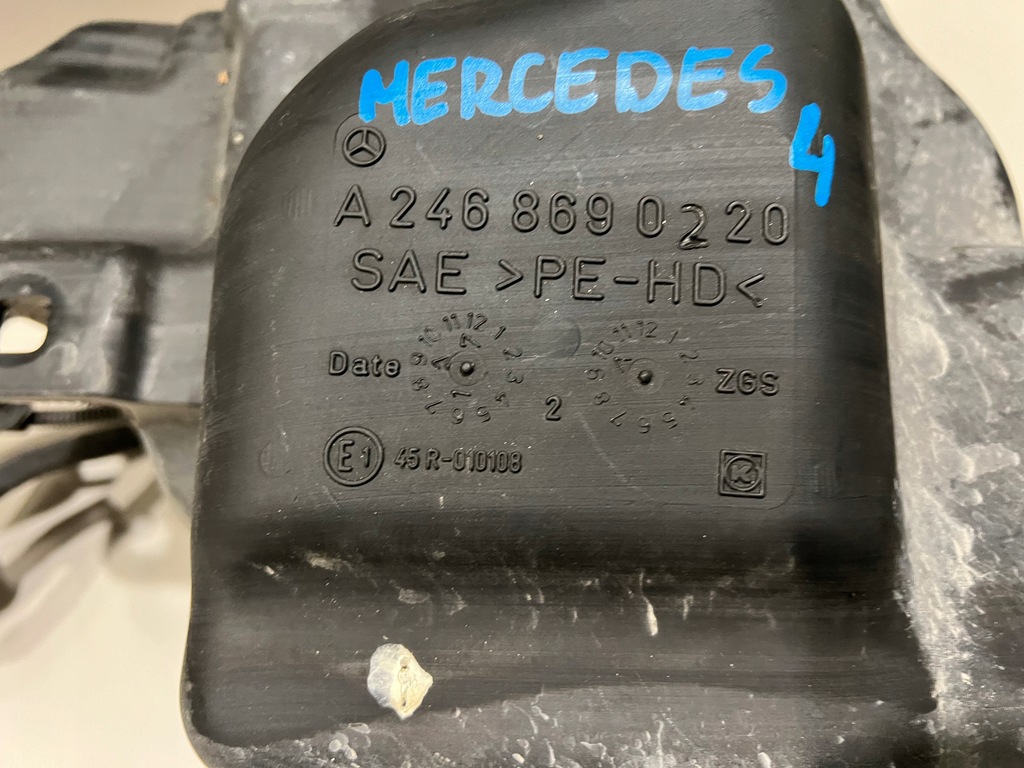 MERCEDES
4
A 246 869 02 20
SAE >PE-HD<
Date
ZGS
2
E1 45 R-010108
K